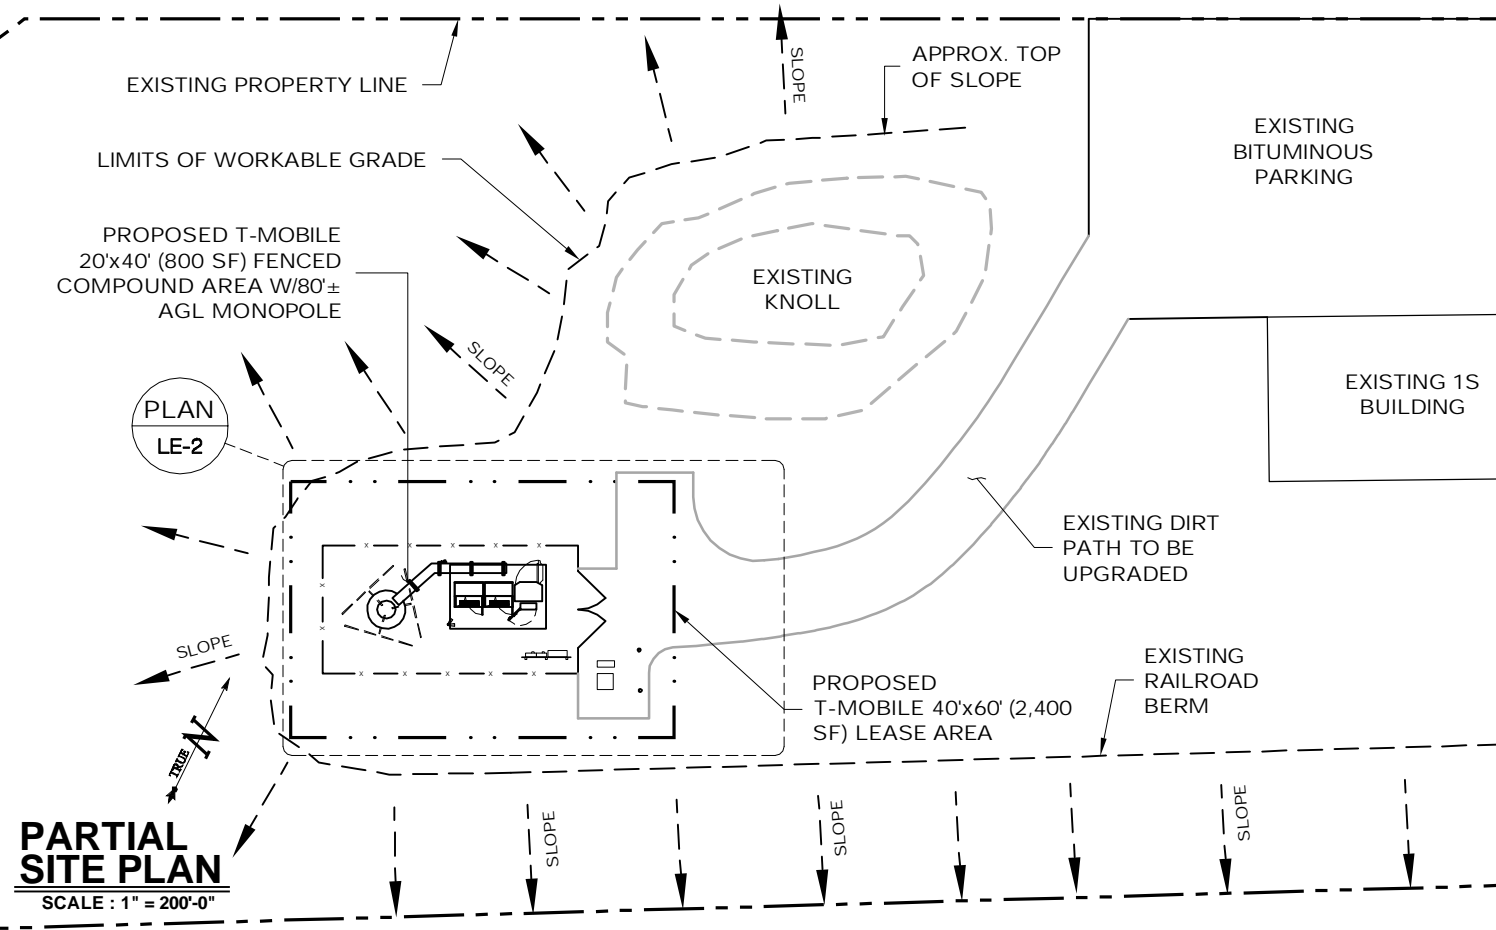 EXISTING PROPERTY LINE
SLOPE
APPROX. TOP
OF SLOPE
EXISTING
BITUMINOUS
PARKING
LIMITS OF WORKABLE GRADE
PROPOSED T-MOBILE
20'x40' (800 SF) FENCED
COMPOUND AREA W/80'±
AGL MONOPOLE
EXISTING
KNOLL
SLOPE
EXISTING 1S
BUILDING
PLAN
LE-2
EXISTING DIRT
PATH TO BE
UPGRADED
SLOPE
EXISTING
RAILROAD
BERM
PROPOSED
T-MOBILE 40'x60' (2,400
SF) LEASE AREA
TRUE N
SLOPE
SLOPE
SLOPE
PARTIAL
SITE PLAN
SCALE : 1" = 200'-0"